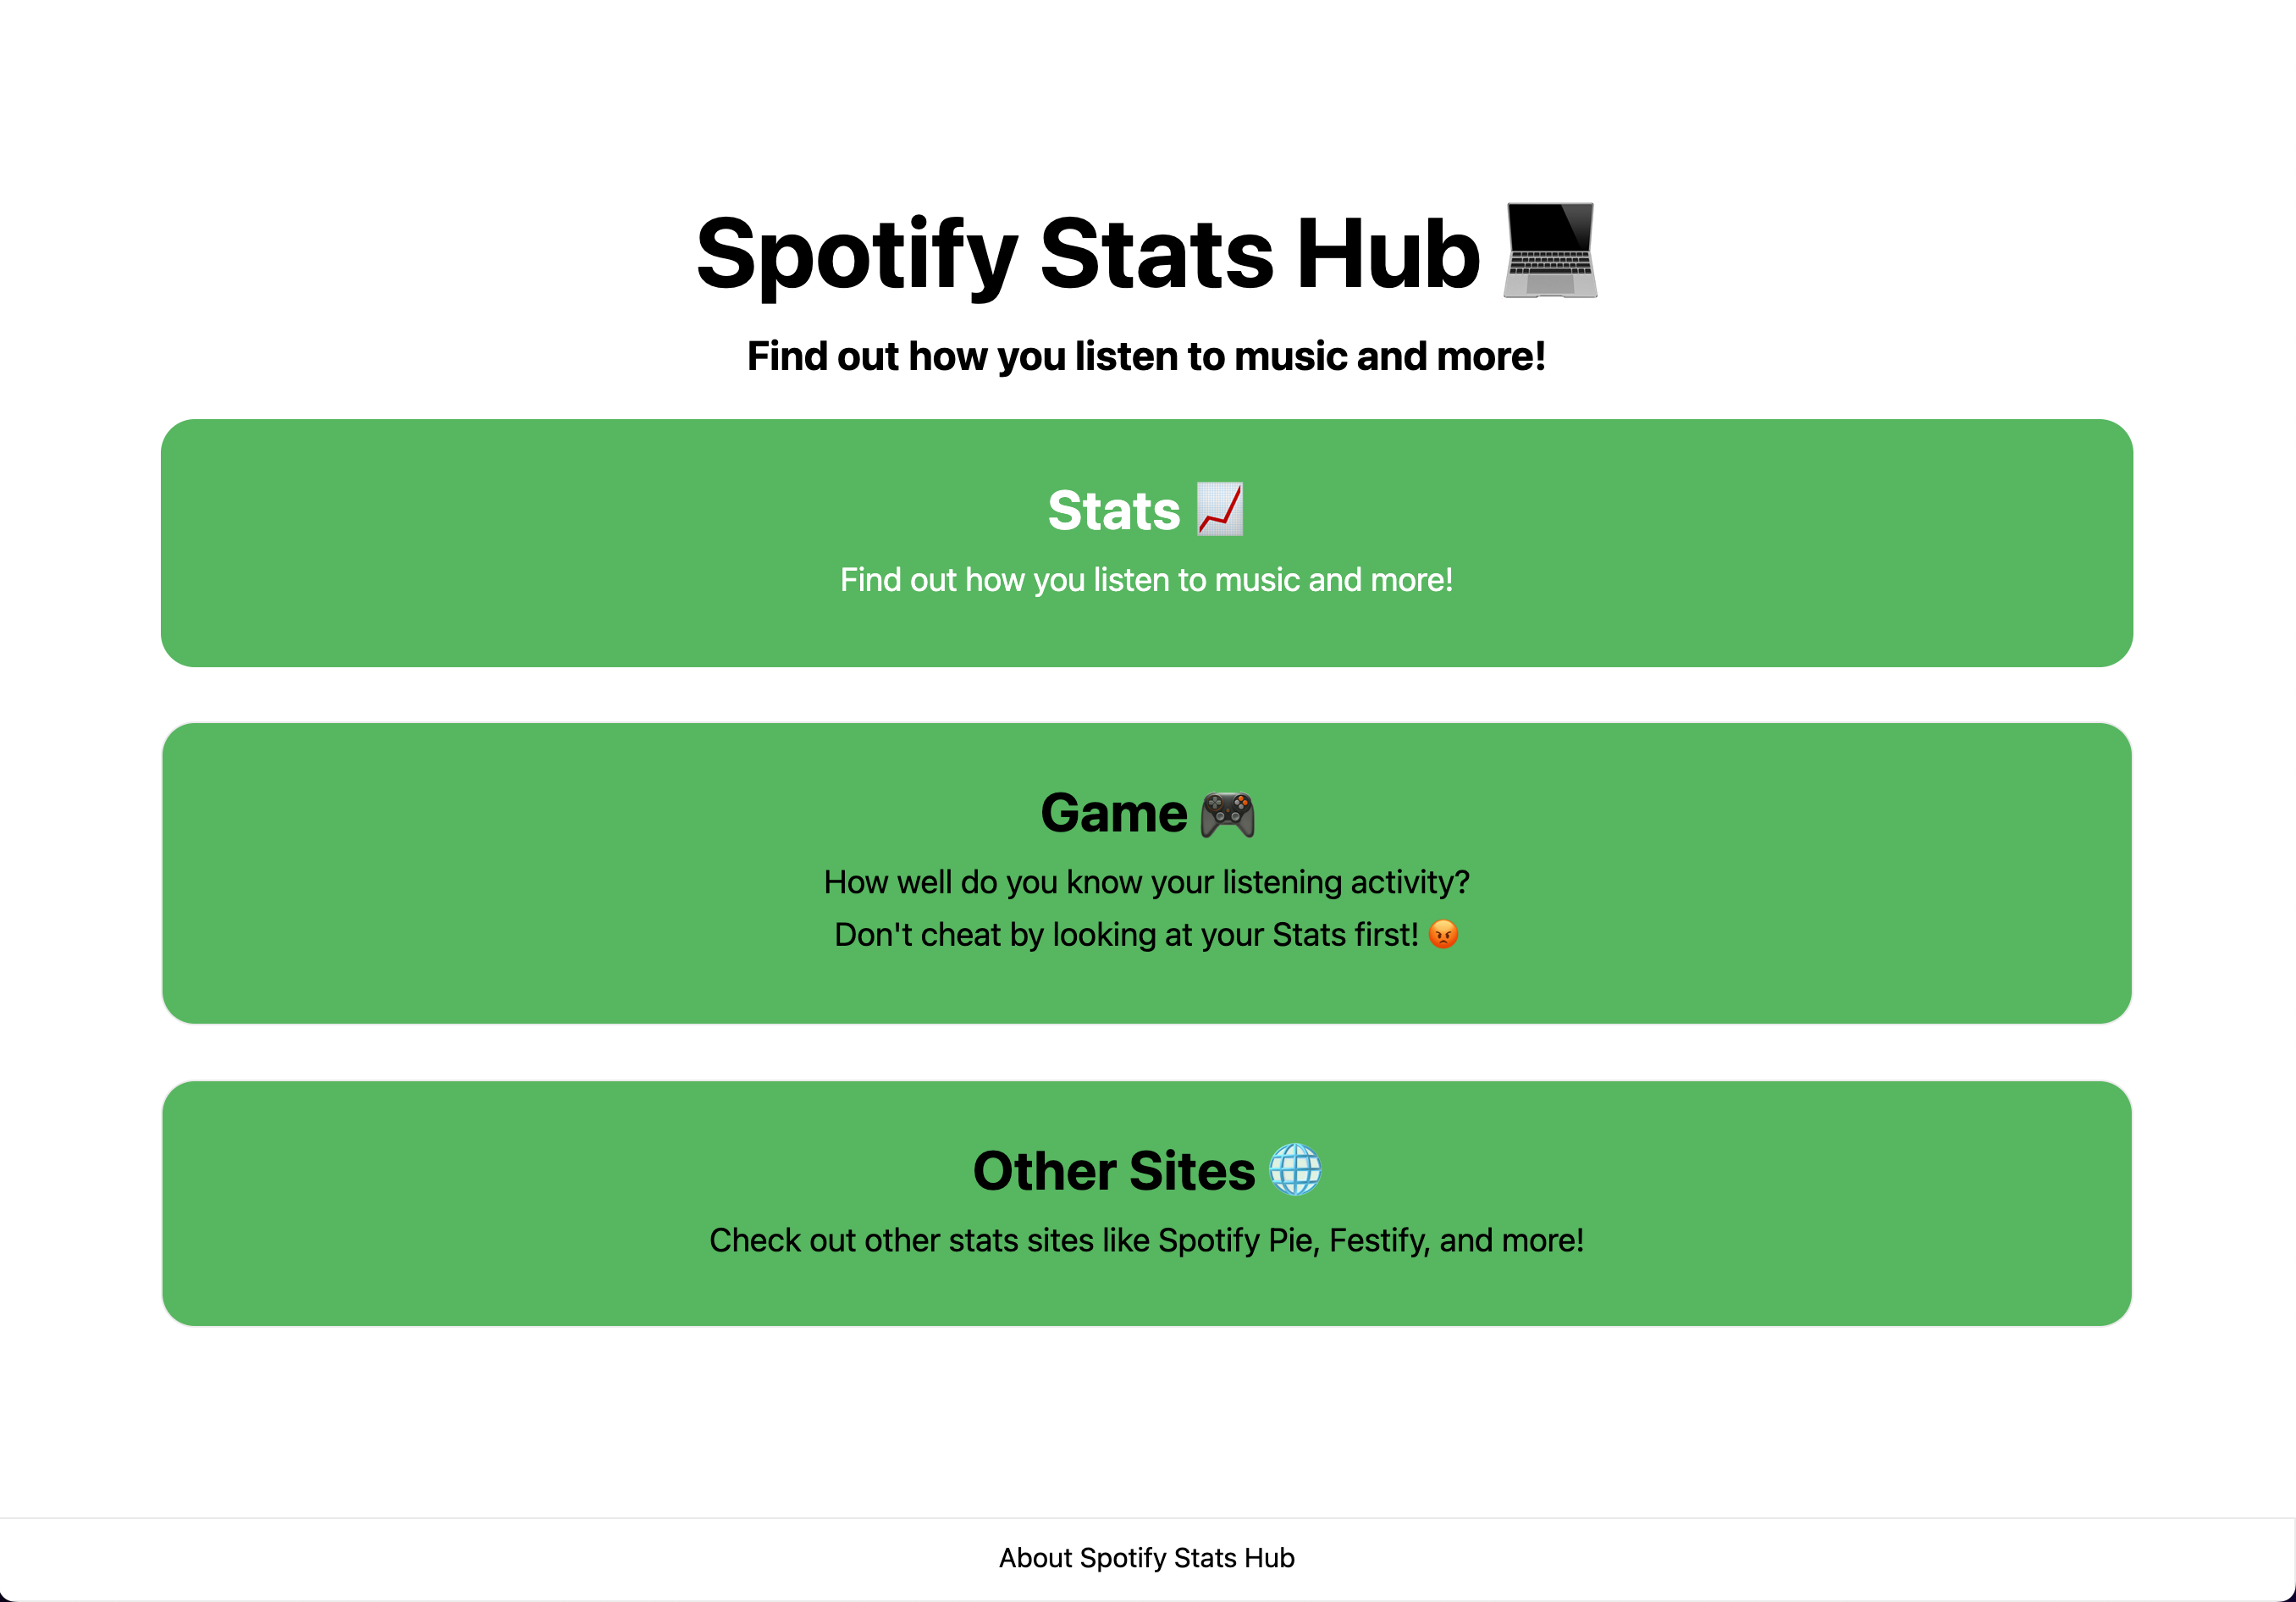 Spotify Stats Hub 💻
Find out how you listen to music and more!
Stats 📈
Find out how you listen to music and more!
Game 🎮
How well do you know your listening activity?
Don't cheat by looking at your Stats first! 😡
Other Sites 🌐
Check out other stats sites like Spotify Pie, Festify, and more!
About Spotify Stats Hub